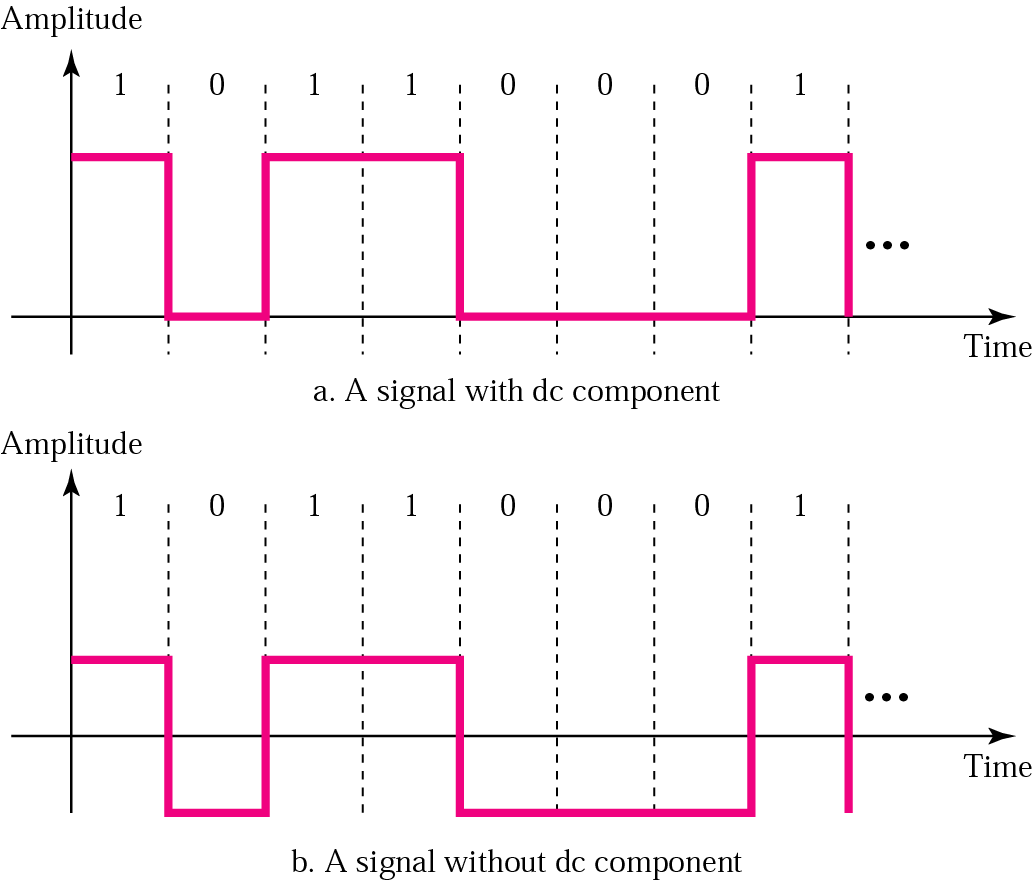 Amplitude
1 0 1 1 0 0 0 1
...
Time
a. A signal with dc component
Amplitude
1 0 1 1 0 0 0 1
...
Time
b. A signal without dc component